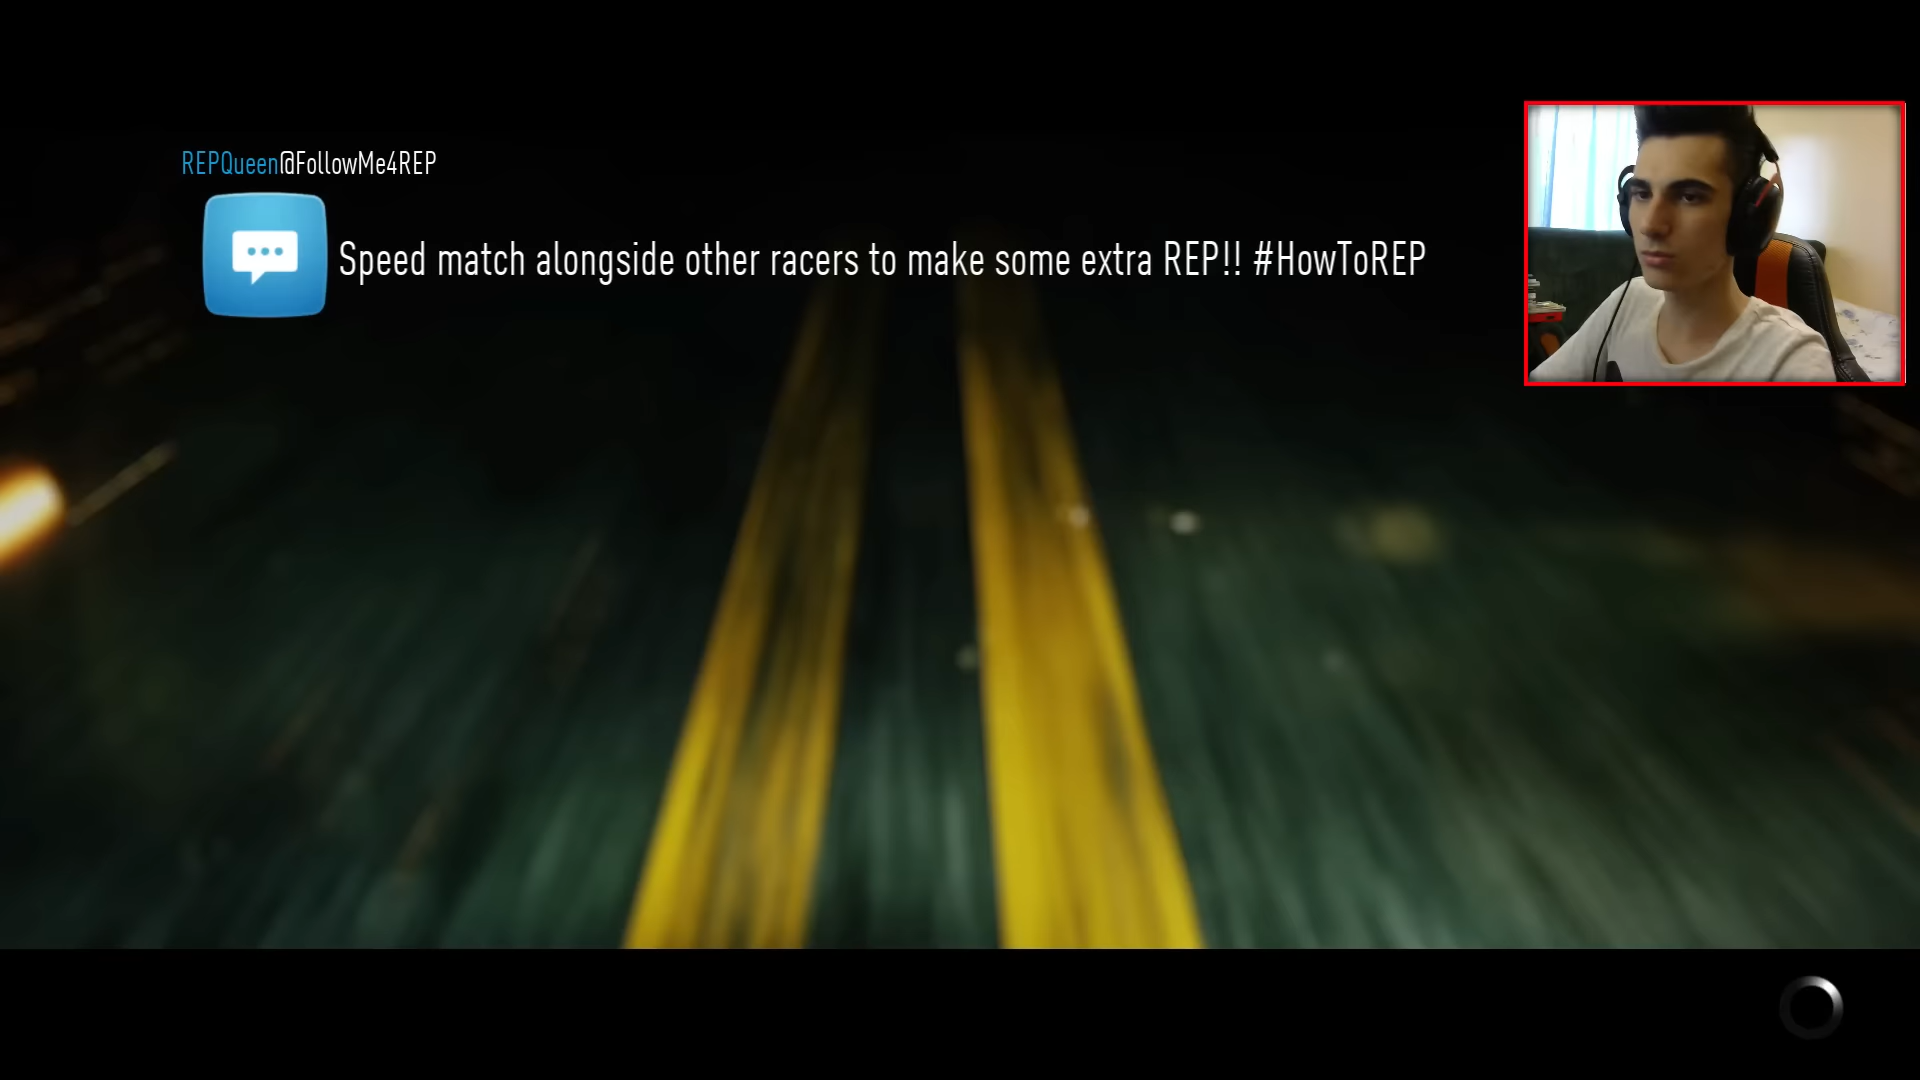 REPQueen@FollowMe4REP
Speed match alongside other racers to make some extra REP!! #HowToREP